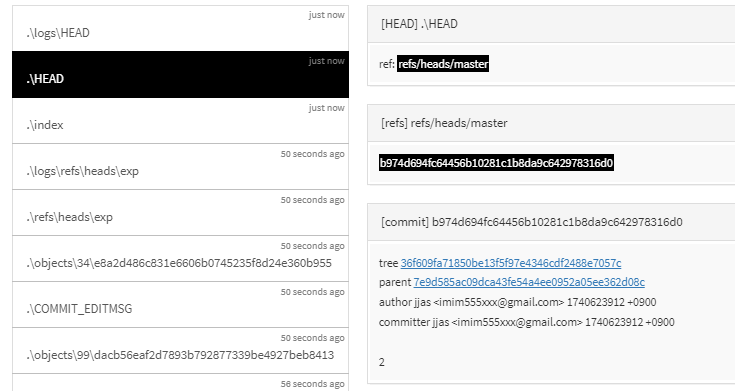 just now
.\logs\HEAD
just now
.\HEAD
just now
.\index
50 seconds ago
.\logs\refs\heads\exp
50 seconds ago
.\refs\heads\exp
50 seconds ago
.\objects\34\e8a2d486c831e6606b0745235f8d24e360b955
50 seconds ago
.\COMMIT_EDITMSG
50 seconds ago
.\objects\99\dacb56eaf2d7893b792877339be4927beb8413
56 seconds ago
[HEAD] .\HEAD
ref: refs/heads/master
[refs] refs/heads/master
b974d694fc64456b10281c1b8da9c642978316d0
[commit] b974d694fc64456b10281c1b8da9c642978316d0
tree 36f609fa71850be13f5f97e4346cdf2488e7057c
parent 7e9d585ac09dca43fe54a4ee0952a05ee362d08c
author jjas <imim555xxx@gmail.com> 1740623912 +0900
committer jjas <imim555xxx@gmail.com> 1740623912 +0900
2